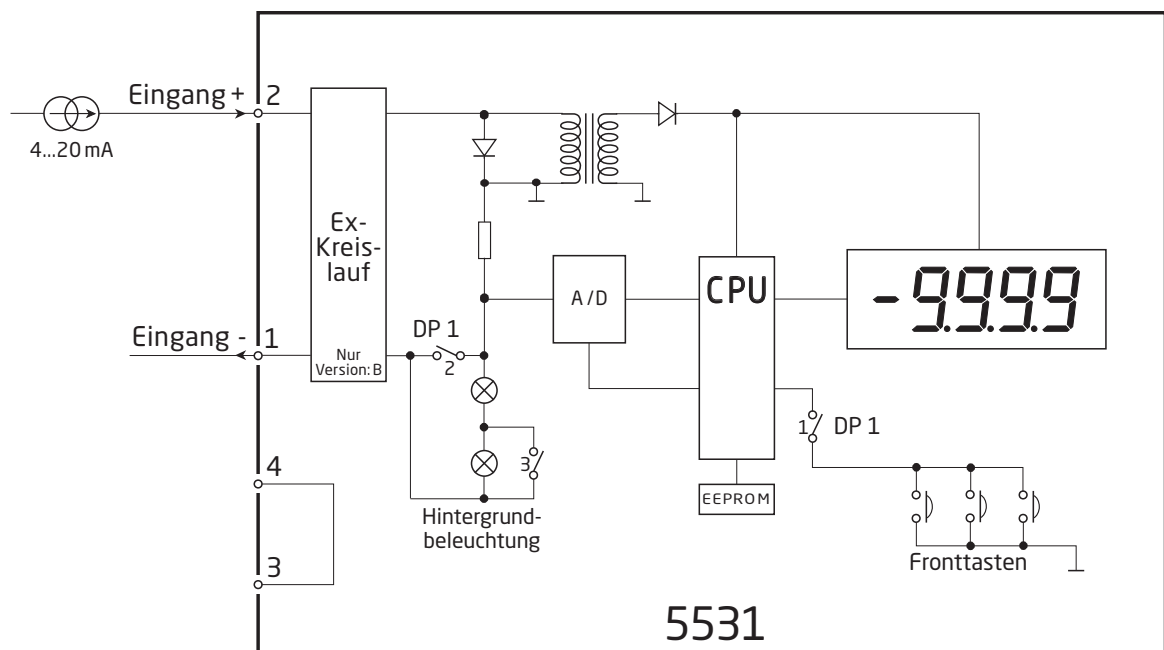 Eingang +
2
4...20 mA
Ex-
Kreis-
lauf
Nur
Version: B
A/D
CPU
-9.9.9.9
Eingang -
1
DP 1
2
3
1
DP 1
4
3
EEPROM
Hintergrund-
beleuchtung
Fronttasten
5531